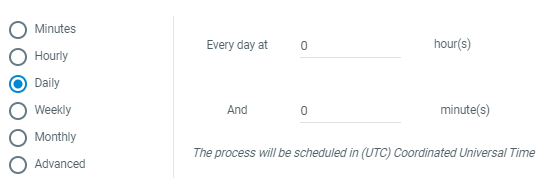 Minutes
Hourly
Daily
Weekly
Monthly
Advanced
Every day at 0 hour(s)
And 0 minute(s)
The process will be scheduled in (UTC) Coordinated Universal Time